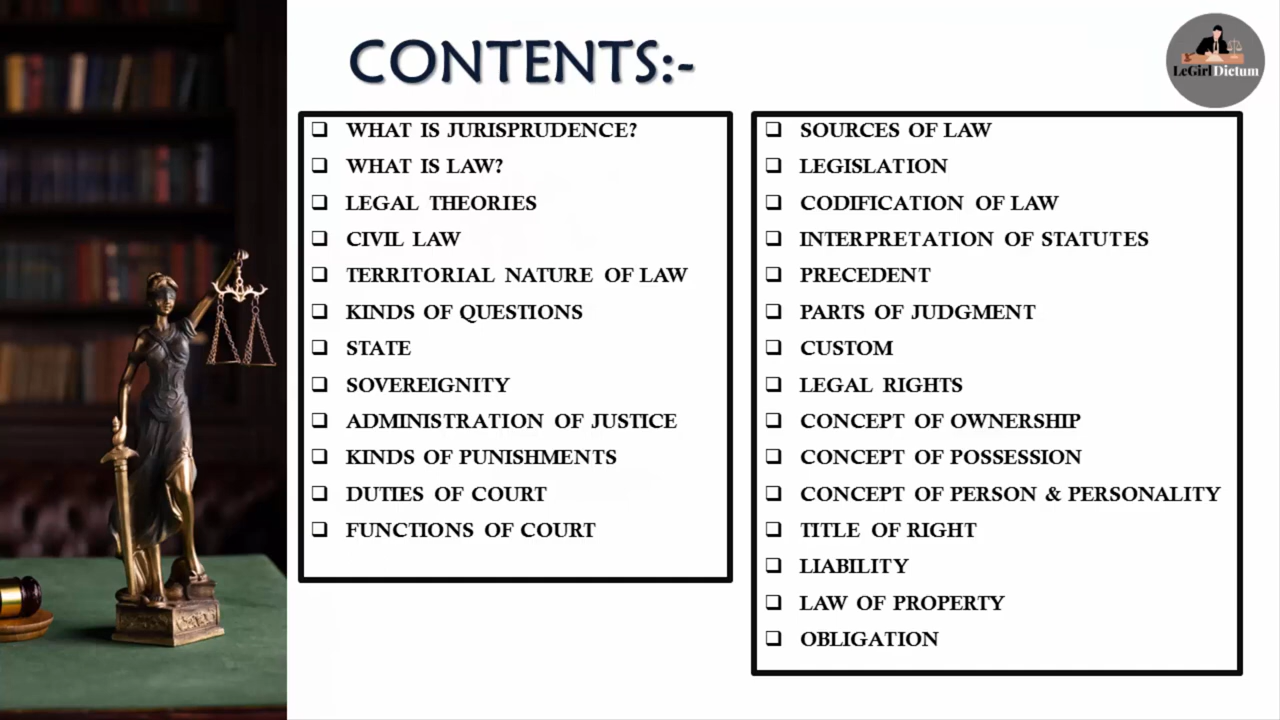 CONTENTS:-
LeGirl Dictum
WHAT IS JURISPRUDENCE?
WHAT IS LAW?
LEGAL THEORIES
CIVIL LAW
TERRITORIAL NATURE OF LAW
KINDS OF QUESTIONS
STATE
SOVEREIGNITY
ADMINISTRATION OF JUSTICE
KINDS OF PUNISHMENTS
DUTIES OF COURT
FUNCTIONS OF COURT
SOURCES OF LAW
LEGISLATION
CODIFICATION OF LAW
INTERPRETATION OF STATUTES
PRECEDENT
PARTS OF JUDGMENT
CUSTOM
LEGAL RIGHTS
CONCEPT OF OWNERSHIP
CONCEPT OF POSSESSION
CONCEPT OF PERSON & PERSONALITY
TITLE OF RIGHT
LIABILITY
LAW OF PROPERTY
OBLIGATION